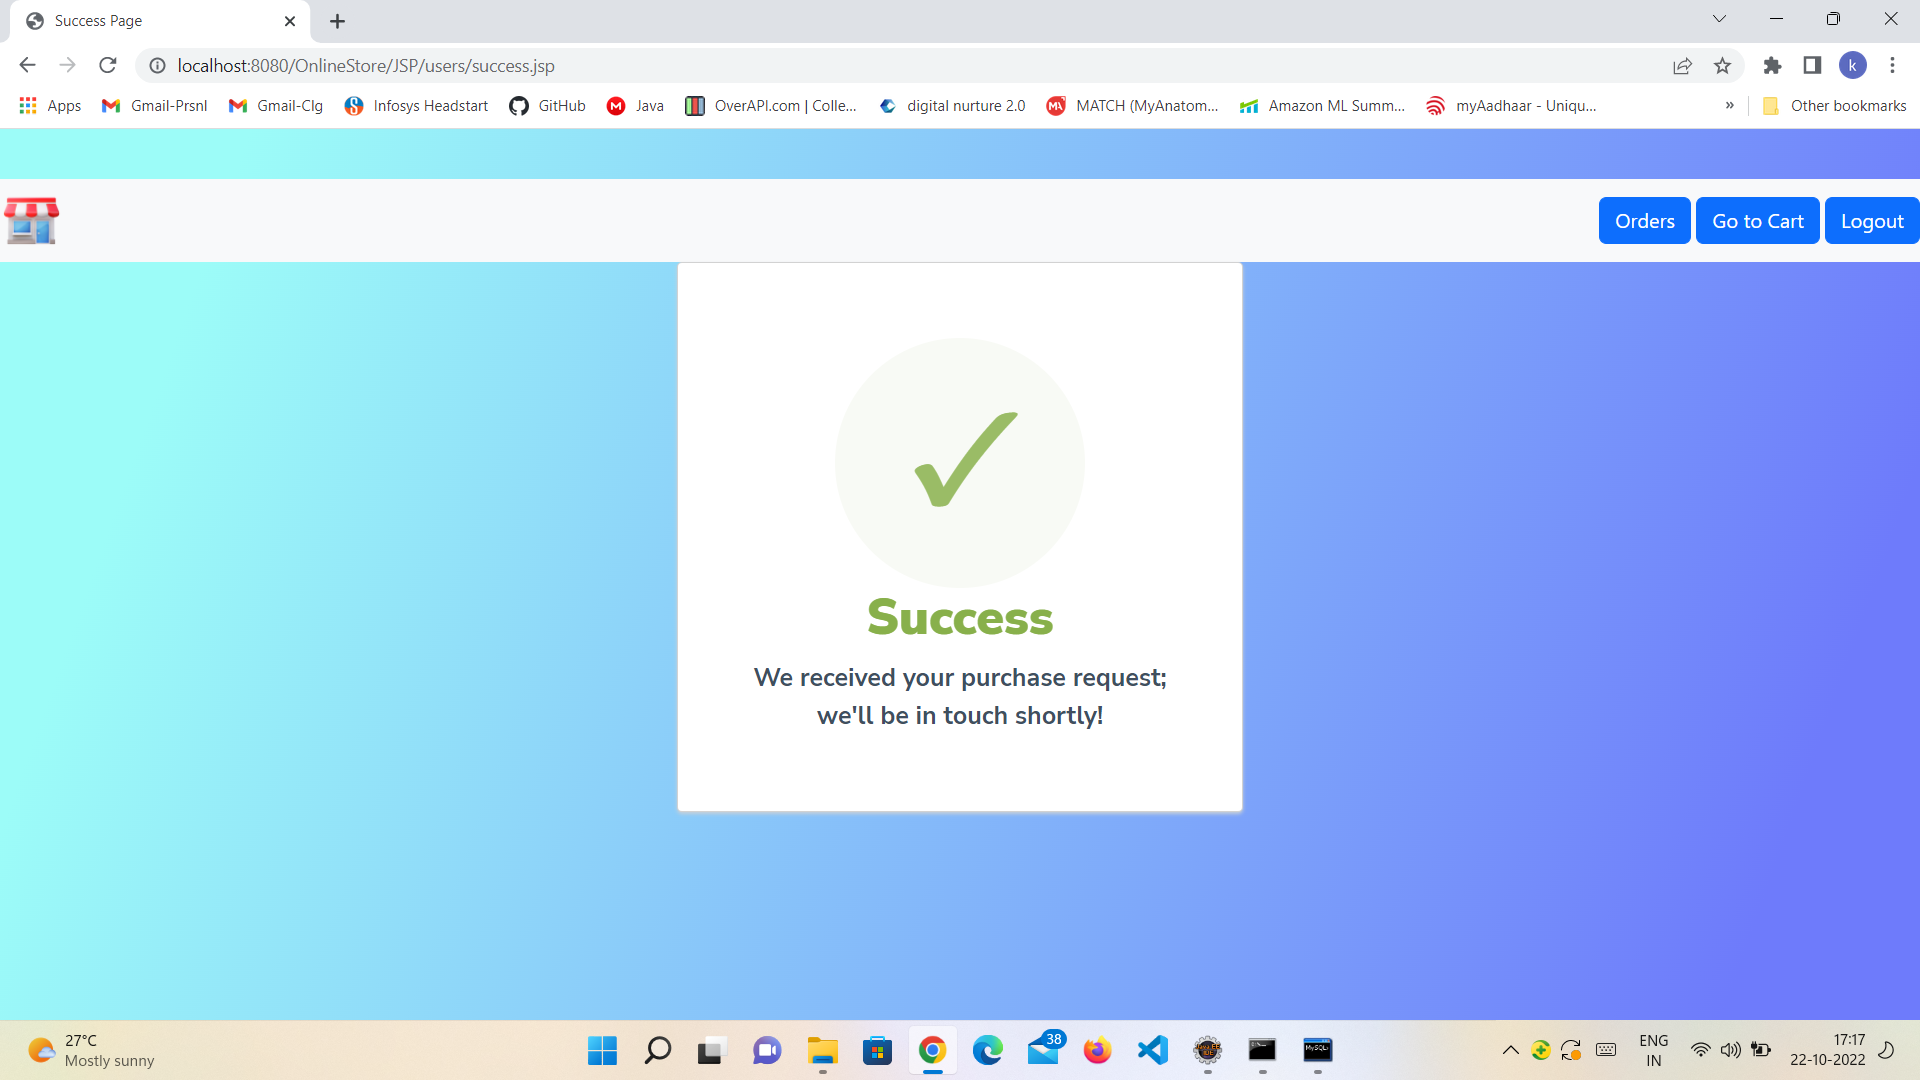 Success Page
localhost:8080/OnlineStore/JSP/users/success.jsp
k
Apps
Gmail-Prsnl
Gmail-Clg
Infosys Headstart
GitHub
Java
OverAPI.com | Colle...
digital nurture 2.0
MATCH (MyAnatom...
Amazon ML Summ...
myAadhaar - Uniqu...
»
Other bookmarks
Orders
Go to Cart
Logout
Success
We received your purchase request;
we'll be in touch shortly!
27°C
Mostly sunny
38
ENG
IN
17:17
22-10-2022